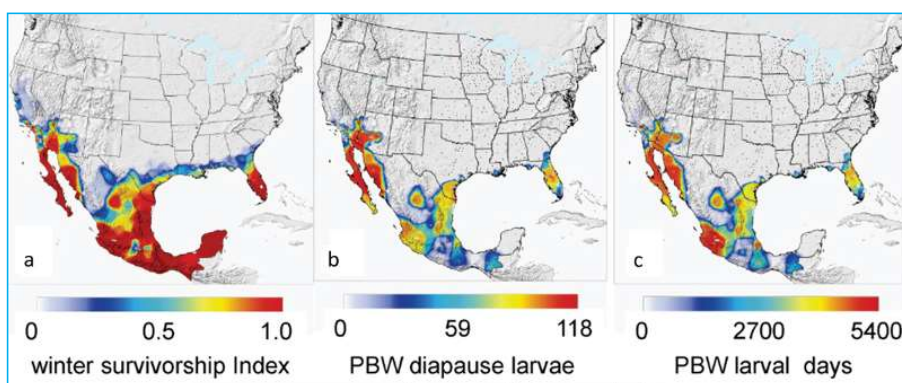 a
0 0.5 1.0
winter survivorship Index
b
0 59 118
PBW diapause larvae
c
0 2700 5400
PBW larval days